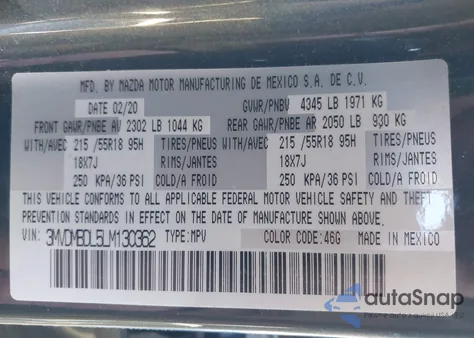 MFD. BY MAZDA MOTOR MANUFACTURING DE MEXICO S.A. DE C.V.
DATE 02/20 GVWR/PNBV 4345 LB 1971 KG
FRONT GAWR/PNBE AV 2302 LB 1044 KG REAR GAWR/PNBE AR 2050 LB 930 KG
WITH/AVEC 215 /55R18 95H TIRES/PNEUS WITH/AVEC 215 /55R18 95H TIRES/PNEUS
18X7J RIMS/JANTES 18X7J RIMS/JANTES
250 KPA/36 PSI COLD/A FROID 250 KPA/36 PSI COLD/A FROID
THIS VEHICLE CONFORMS TO ALL APPLICABLE FEDERAL MOTOR VEHICLE SAFETY AND THEFT
PREVENTION STANDARDS IN EFFECT ON THE DATE OF MANUFACTURE SHOWN ABOVE.
VIN: 3MVDMBDL5LM130362 TYPE: MPV COLOR CODE: 46G MADE IN MEXICO
autoSnap